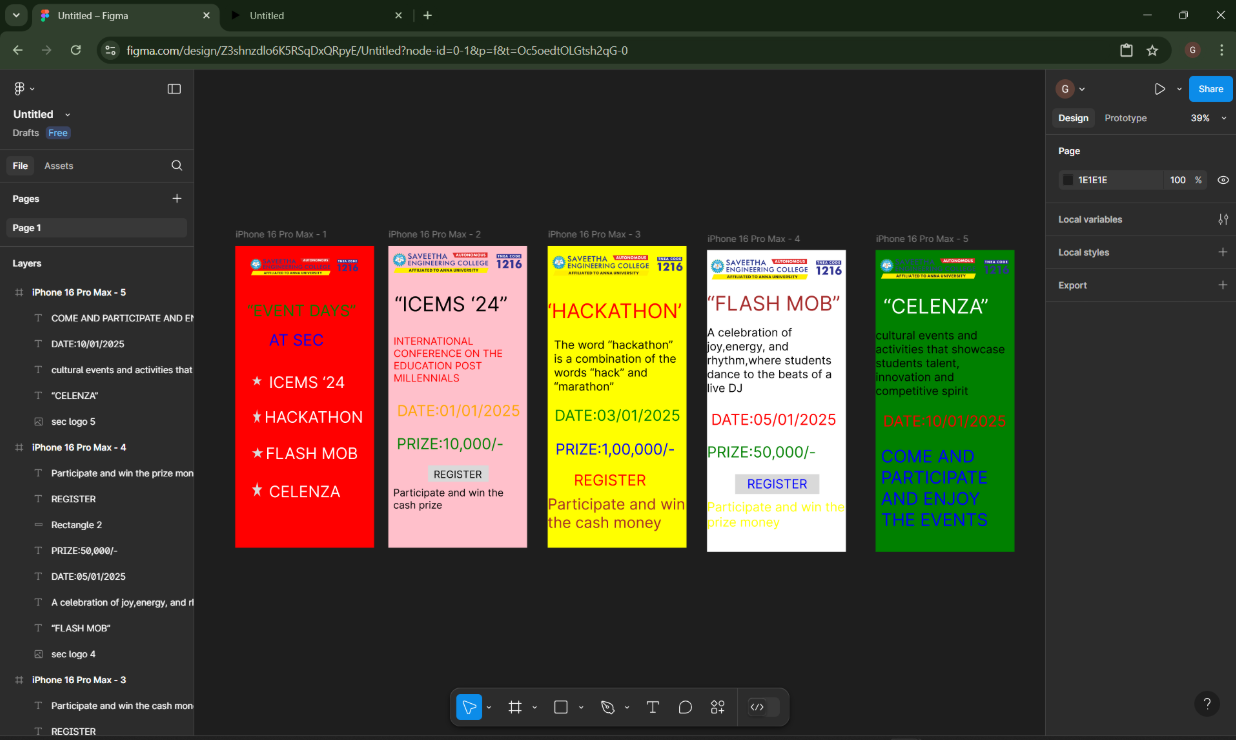 Untitled – Figma
Untitled
figma.com/design/Z3shnzdlo6K5RSqDxQRpyE/Untitled?node-id=0-1&p=f&t=Oc5oedtOLGtsh2qG-0
G
Untitled
Drafts Free
File Assets
Pages
Page 1
Layers
iPhone 16 Pro Max - 5
COME AND PARTICIPATE AND EN
DATE:10/01/2025
cultural events and activities that
“CELENZA”
sec logo 5
iPhone 16 Pro Max - 4
Participate and win the prize mon
REGISTER
Rectangle 2
PRIZE:50,000/-
DATE:05/01/2025
A celebration of joy,energy, and rl
“FLASH MOB”
sec logo 4
iPhone 16 Pro Max - 3
Participate and win the cash mon
REGISTER
iPhone 16 Pro Max - 1
SAVEETHA AUTONOMOUS
ENGINEERING COLLEGE
AFFILIATED TO ANNA UNIVERSITY
TNEA CODE
1216
“EVENT DAYS”
AT SEC
★ ICEMS ‘24
★ HACKATHON
★ FLASH MOB
★ CELENZA
iPhone 16 Pro Max - 2
SAVEETHA AUTONOMOUS
ENGINEERING COLLEGE
AFFILIATED TO ANNA UNIVERSITY
TNEA CODE
1216
“ICEMS ‘24”
INTERNATIONAL
CONFERENCE ON THE
EDUCATION POST
MILLENNIALS
DATE:01/01/2025
PRIZE:10,000/-
REGISTER
Participate and win the
cash prize
iPhone 16 Pro Max - 3
SAVEETHA AUTONOMOUS
ENGINEERING COLLEGE
AFFILIATED TO ANNA UNIVERSITY
TNEA CODE
1216
‘HACKATHON’
The word “hackathon”
is a combination of the
words “hack” and
“marathon”
DATE:03/01/2025
PRIZE:1,00,000/-
REGISTER
Participate and win
the cash money
iPhone 16 Pro Max - 4
SAVEETHA AUTONOMOUS
ENGINEERING COLLEGE
AFFILIATED TO ANNA UNIVERSITY
TNEA CODE
1216
“FLASH MOB”
A celebration of
joy,energy, and
rhythm,where students
dance to the beats of a
live DJ
DATE:05/01/2025
PRIZE:50,000/-
REGISTER
Participate and win the
prize money
iPhone 16 Pro Max - 5
SAVEETHA AUTONOMOUS
ENGINEERING COLLEGE
AFFILIATED TO ANNA UNIVERSITY
TNEA CODE
1216
“CELENZA”
cultural events and
activities that showcase
students talent,
innovation and
competitive spirit
DATE:10/01/2025
COME AND
PARTICIPATE
AND ENJOY
THE EVENTS
G
Share
Design Prototype 39%
Page
1E1E1E 100 %
Local variables
Local styles
Export
?